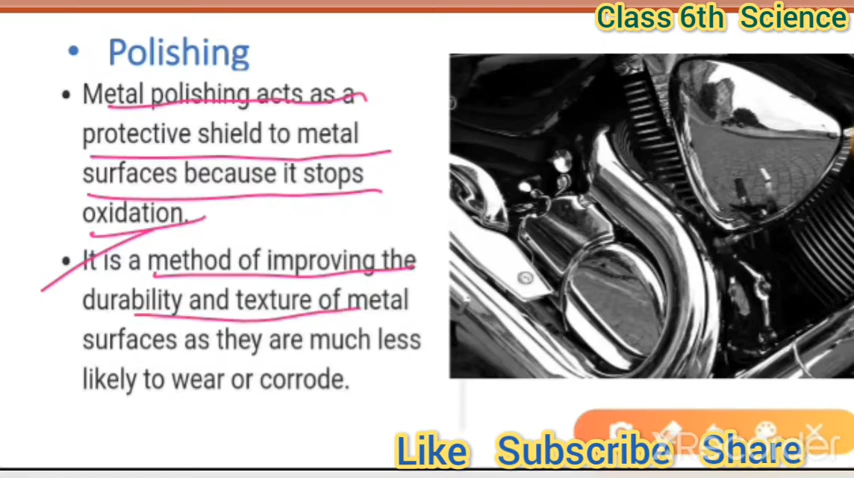 Class 6th Science
• Polishing
• Metal polishing acts as a
protective shield to metal
surfaces because it stops
oxidation.
• It is a method of improving the
durability and texture of metal
surfaces as they are much less
likely to wear or corrode.
XRecorder
Like Subscribe Share